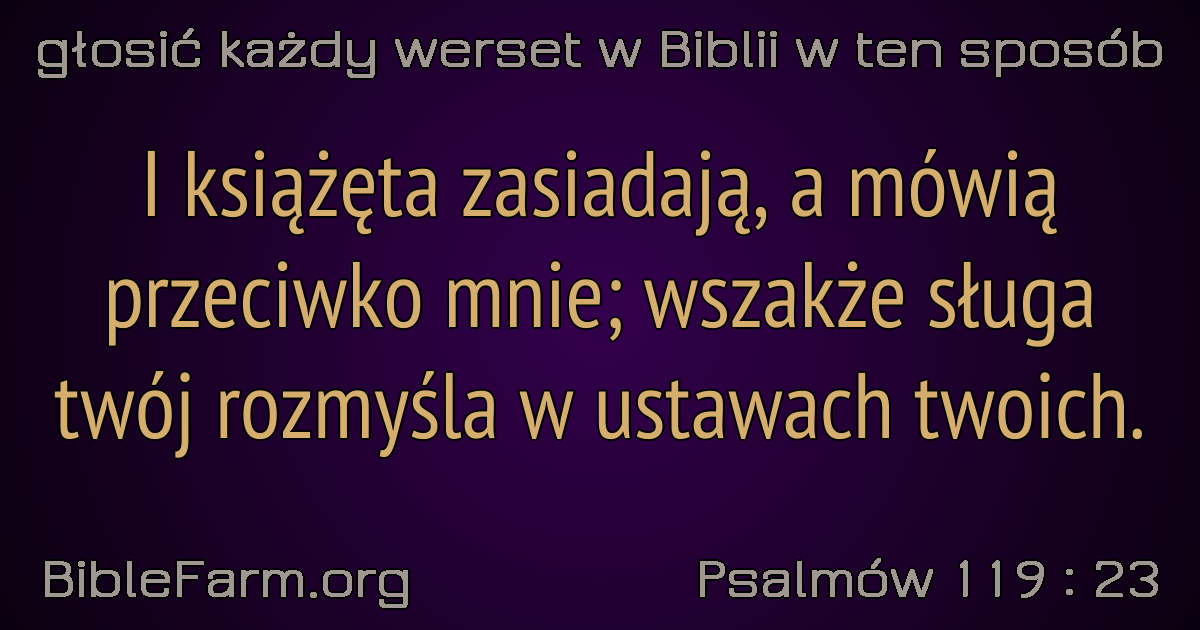 głosić każdy werset w Biblii w ten sposób
I książęta zasiadają, a mówią
przeciwko mnie; wszakże sługa
twój rozmyśla w ustawach twoich.
BibleFarm.org
Psalmów 119 : 23